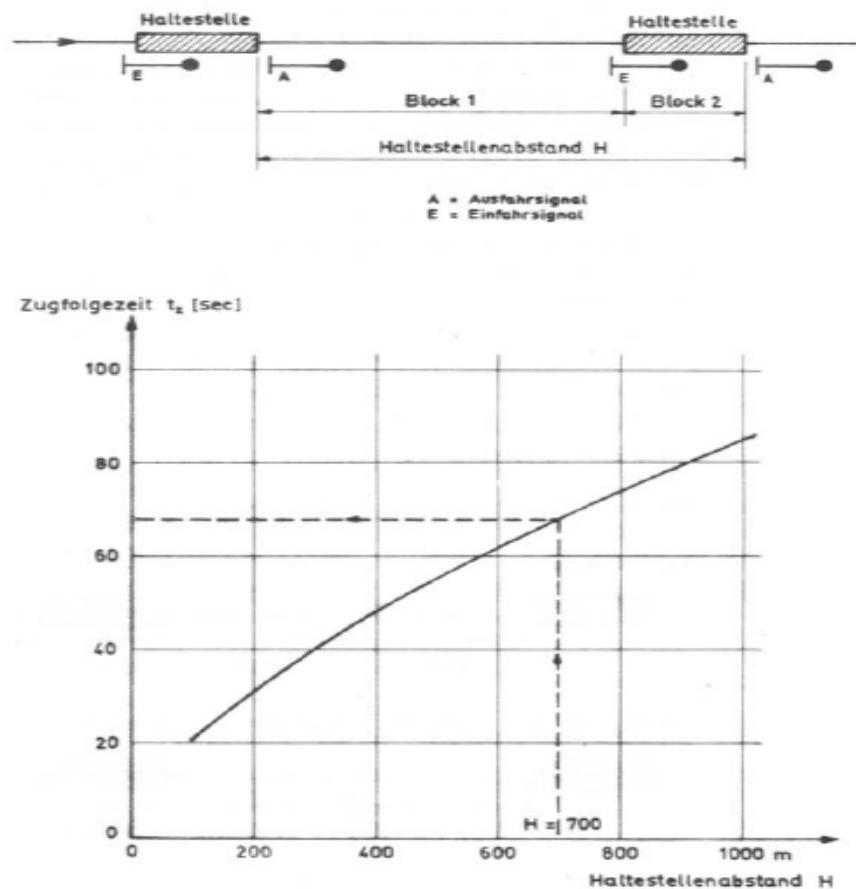 Haltestelle Haltestelle
E A E A
Block 1 Block 2
Haltestellenabstand H
A = Ausfahrsignal
E = Einfahrsignal
Zugfolgezeit tz [sec]
100
80
60
40
20
0
H = 700
0 200 400 600 800 1000 m
Haltestellenabstand H